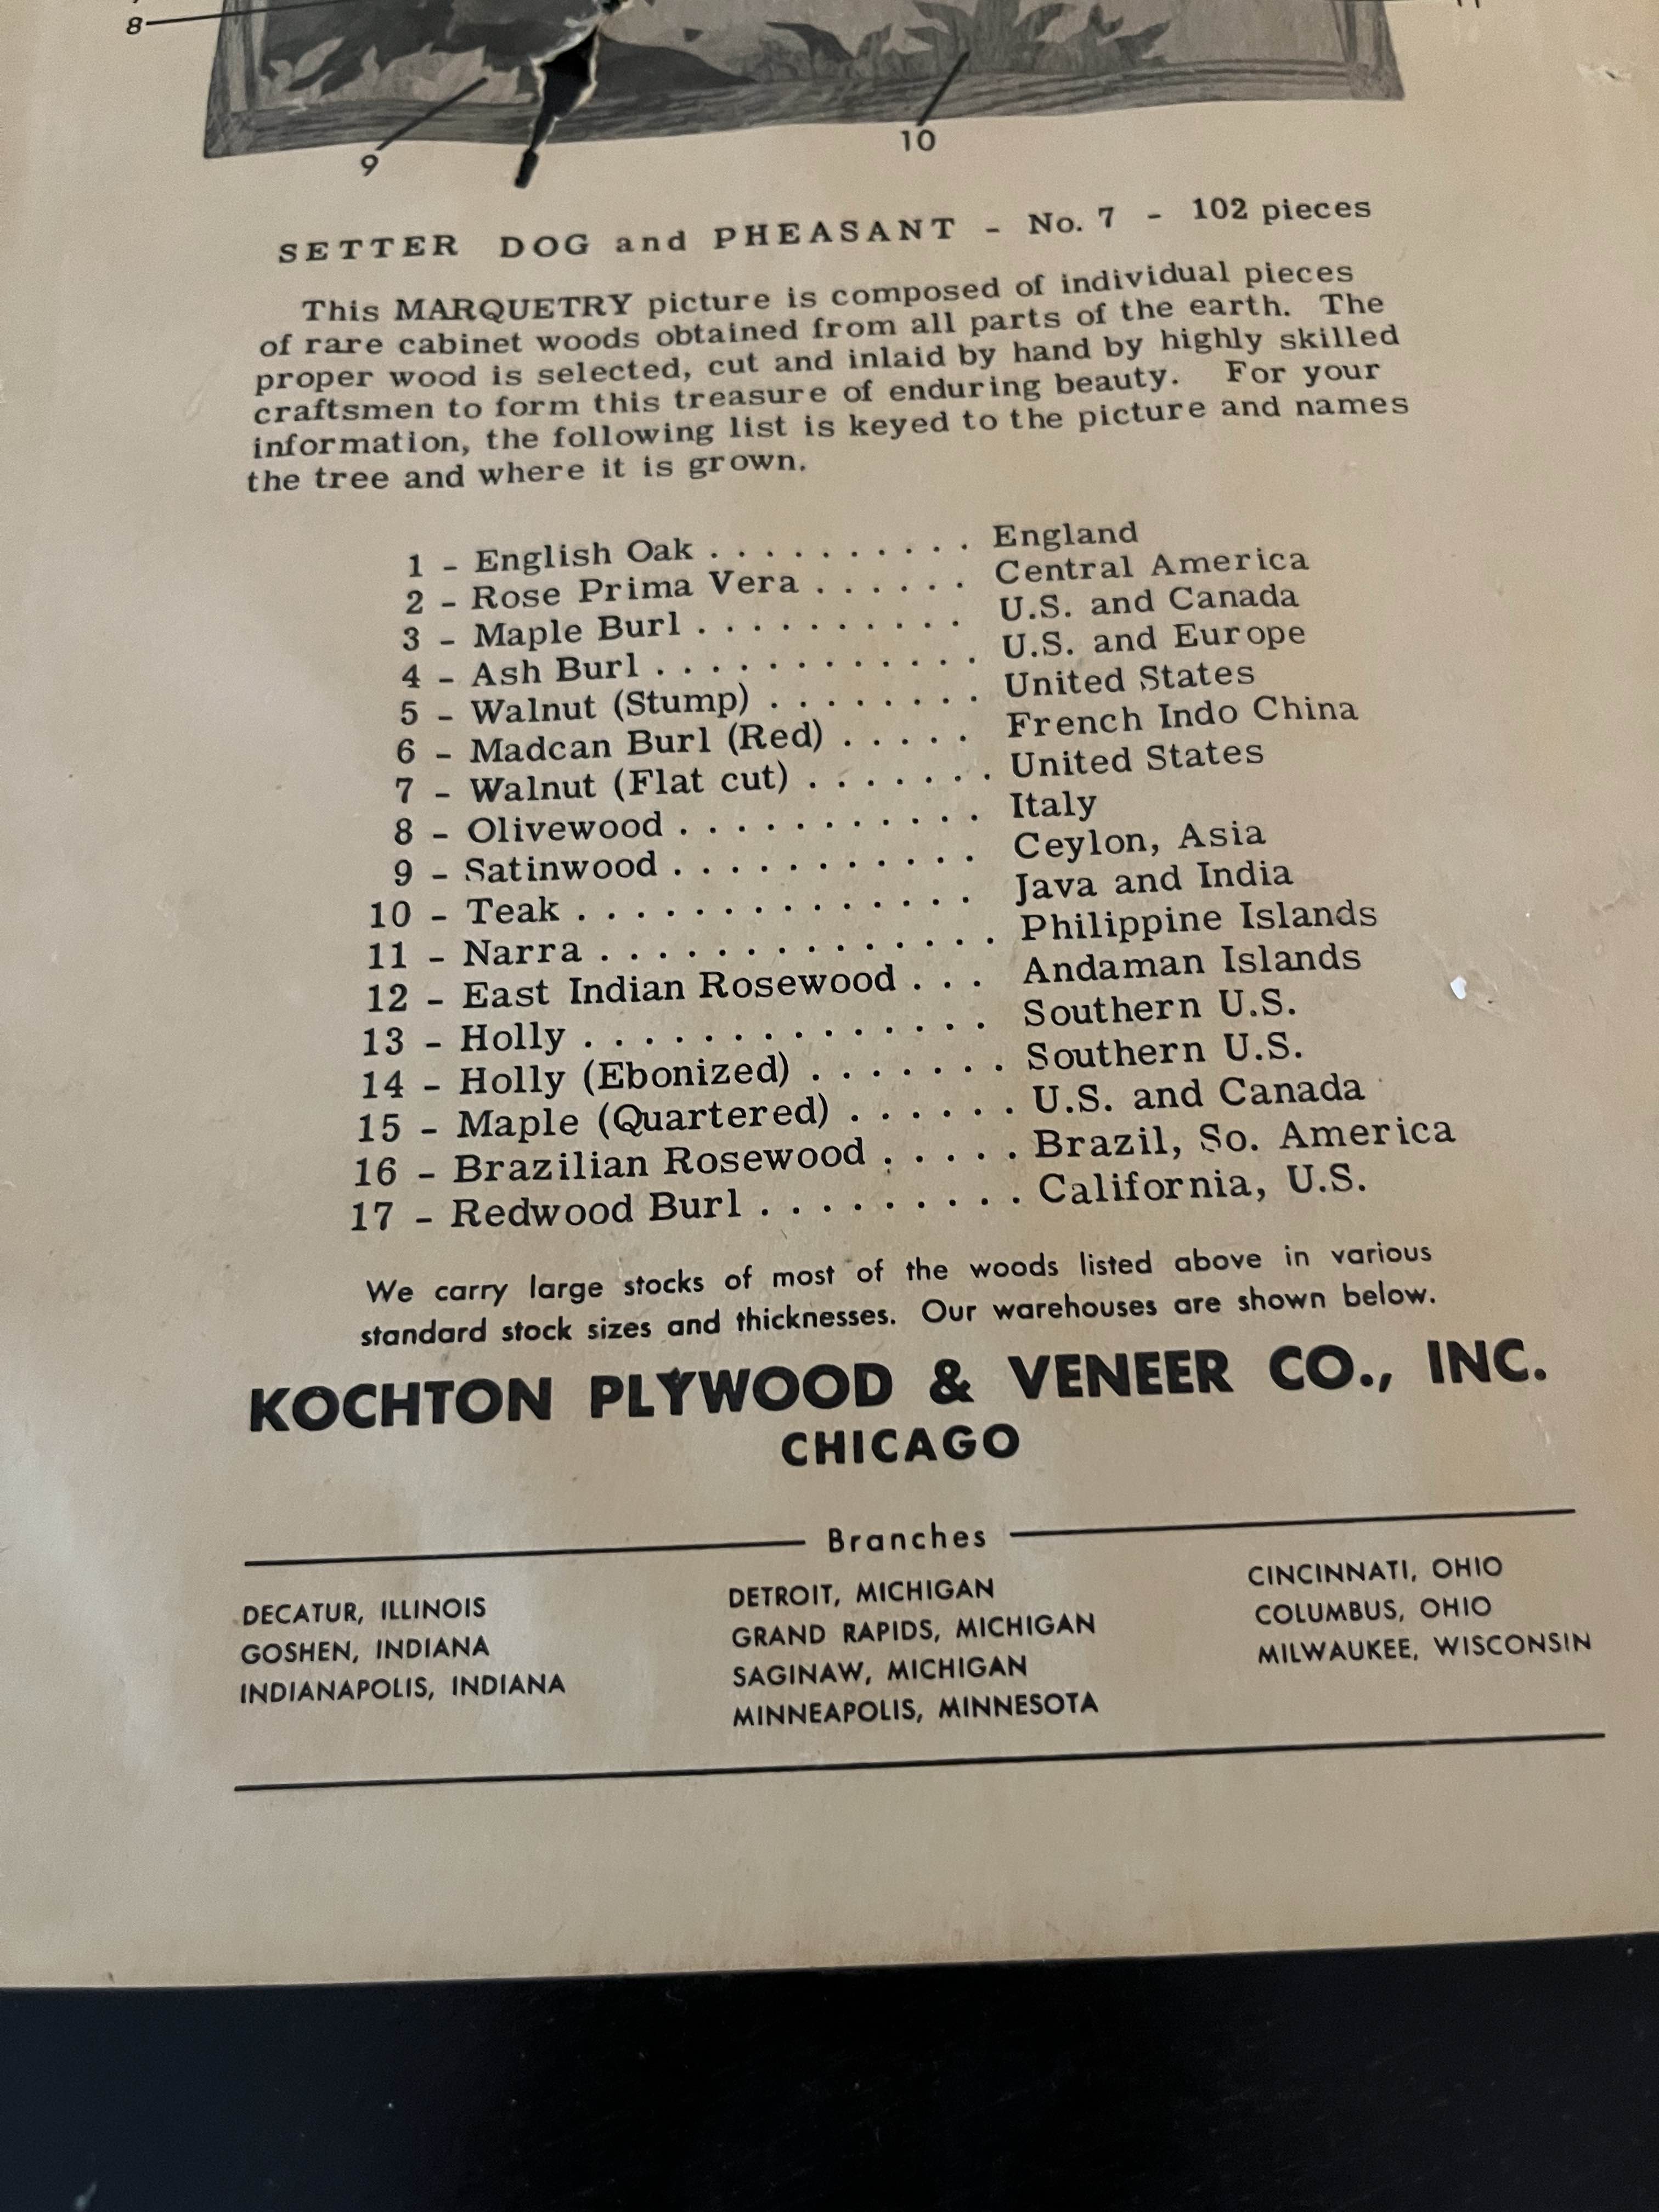 8
9
10
SETTER DOG and PHEASANT - No. 7 - 102 pieces
This MARQUETRY picture is composed of individual pieces
of rare cabinet woods obtained from all parts of the earth. The
proper wood is selected, cut and inlaid by hand by highly skilled
craftsmen to form this treasure of enduring beauty. For your
information, the following list is keyed to the picture and names
the tree and where it is grown.
1 - English Oak . . . . . . . . . . England
2 - Rose Prima Vera . . . . . . Central America
3 - Maple Burl . . . . . . . . . . U.S. and Canada
4 - Ash Burl . . . . . . . . . . . . U.S. and Europe
5 - Walnut (Stump) . . . . . . . . United States
6 - Madcan Burl (Red) . . . . . French Indo China
7 - Walnut (Flat cut) . . . . . . . United States
8 - Olivewood . . . . . . . . . . . Italy
9 - Satinwood . . . . . . . . . . . Ceylon, Asia
10 - Teak . . . . . . . . . . . . . . Java and India
11 - Narra . . . . . . . . . . . . . . Philippine Islands
12 - East Indian Rosewood . . . Andaman Islands
13 - Holly . . . . . . . . . . . . . . Southern U.S.
14 - Holly (Ebonized) . . . . . . . Southern U.S.
15 - Maple (Quartered) . . . . . . U.S. and Canada
16 - Brazilian Rosewood . . . . . Brazil, So. America
17 - Redwood Burl . . . . . . . . . California, U.S.
We carry large stocks of most of the woods listed above in various
standard stock sizes and thicknesses. Our warehouses are shown below.
KOCHTON PLYWOOD & VENEER CO., INC.
CHICAGO
Branches
DECATUR, ILLINOIS
GOSHEN, INDIANA
INDIANAPOLIS, INDIANA
DETROIT, MICHIGAN
GRAND RAPIDS, MICHIGAN
SAGINAW, MICHIGAN
MINNEAPOLIS, MINNESOTA
CINCINNATI, OHIO
COLUMBUS, OHIO
MILWAUKEE, WISCONSIN